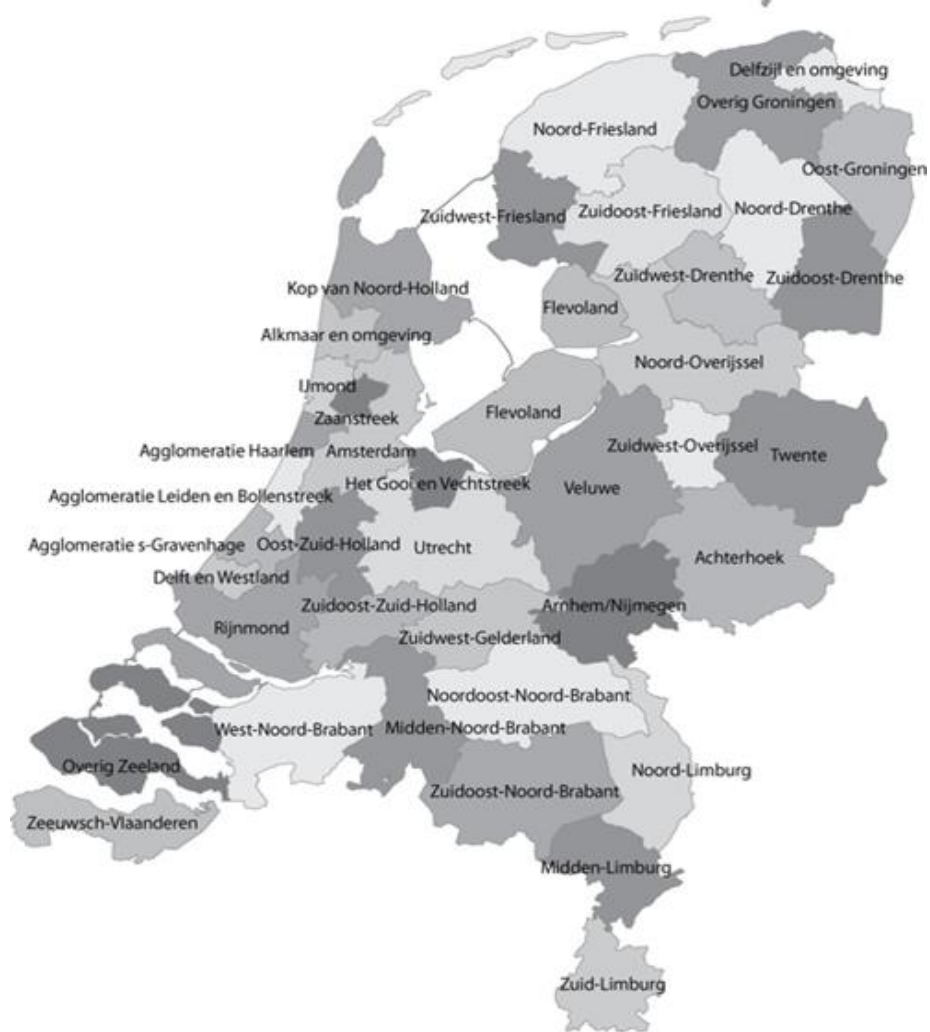 Delfzijl en omgeving
Overig Groningen
Noord-Friesland
Oost-Groningen
Zuidwest-Friesland
Zuidoost-Friesland
Noord-Drenthe
Kop van Noord-Holland
Zuidwest-Drenthe
Zuidoost-Drenthe
Flevoland
Alkmaar en omgeving
Noord-Overijssel
IJmond
Zaanstreek
Flevoland
Agglomeratie Haarlem
Amsterdam
Zuidwest-Overijssel
Twente
Het Gooi en Vechtstreek
Veluwe
Agglomeratie Leiden en Bollenstreek
Agglomeratie s-Gravenhage
Oost-Zuid-Holland
Utrecht
Achterhoek
Delft en Westland
Zuidoost-Zuid-Holland
Arnhem/Nijmegen
Rijnmond
Zuidwest-Gelderland
Noordoost-Noord-Brabant
West-Noord-Brabant
Midden-Noord-Brabant
Overig Zeeland
Noord-Limburg
Zuidoost-Noord-Brabant
Zeeuwsch-Vlaanderen
Midden-Limburg
Zuid-Limburg